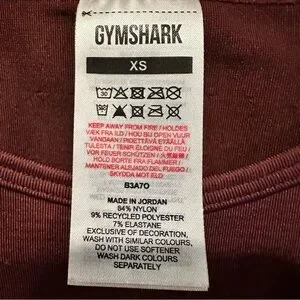 GYMSHARK
XS
30
KEEP AWAY FROM FIRE / HOLDES
VÆK FRA ILD / HOU BIJ OPEN VUUR
VANDAAN / PIDETTÄVÄ ETÄÄLLÄ
TULESTA / TENIR ÉLOIGNÉ DU FEU /
VOR FEUER SCHÜTZEN /
HOLD BORTE FRA FLAMMER /
MANTENER ALEJADO DEL FUEGO /
SKYDDA MOT ELD
B3A7O
MADE IN JORDAN
84% NYLON
9% RECYCLED POLYESTER
7% ELASTANE
EXCLUSIVE OF DECORATION,
WASH WITH SIMILAR COLOURS,
DO NOT USE SOFTENER
WASH DARK COLOURS
SEPARATELY